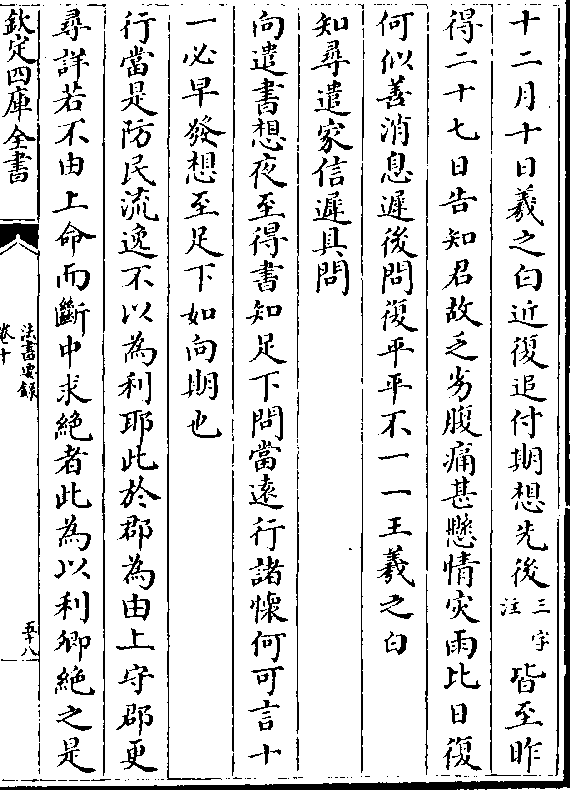 十二月十日羲之白近復追付期想先後三字注皆至昨
得二十七日告知君故乏劣腹痛甚懸情灾雨比日復
何似善消息遲後問復平平不一一王羲之白
知尋遣家信遲具問
向遣書想夜至得書知足下問當遠行諸懷何可言十
一必早發想至足下如向期也
行當是防民流逸不以為利耶此於郡為由上守郡更
尋詳若不由上命而斷中求絶者此為以利卿絶之是
欽定四庫全書
法書要録
卷十
五十八